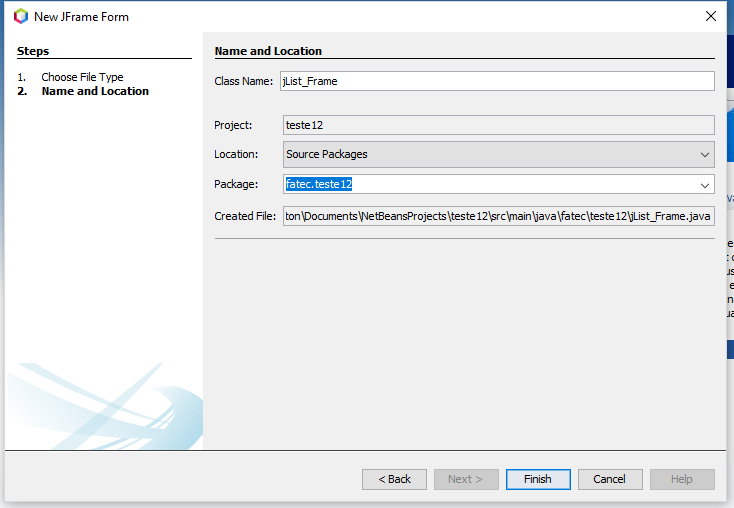 New JFrame Form
Steps
1. Choose File Type
2. Name and Location
Name and Location
Class Name: jList_Frame
Project: teste12
Location: Source Packages
Package: fatec.teste12
Created File: ton\Documents\NetBeansProjects\teste12\src\main\java\fatec\teste12\jList_Frame.java
< Back Next > Finish Cancel Help